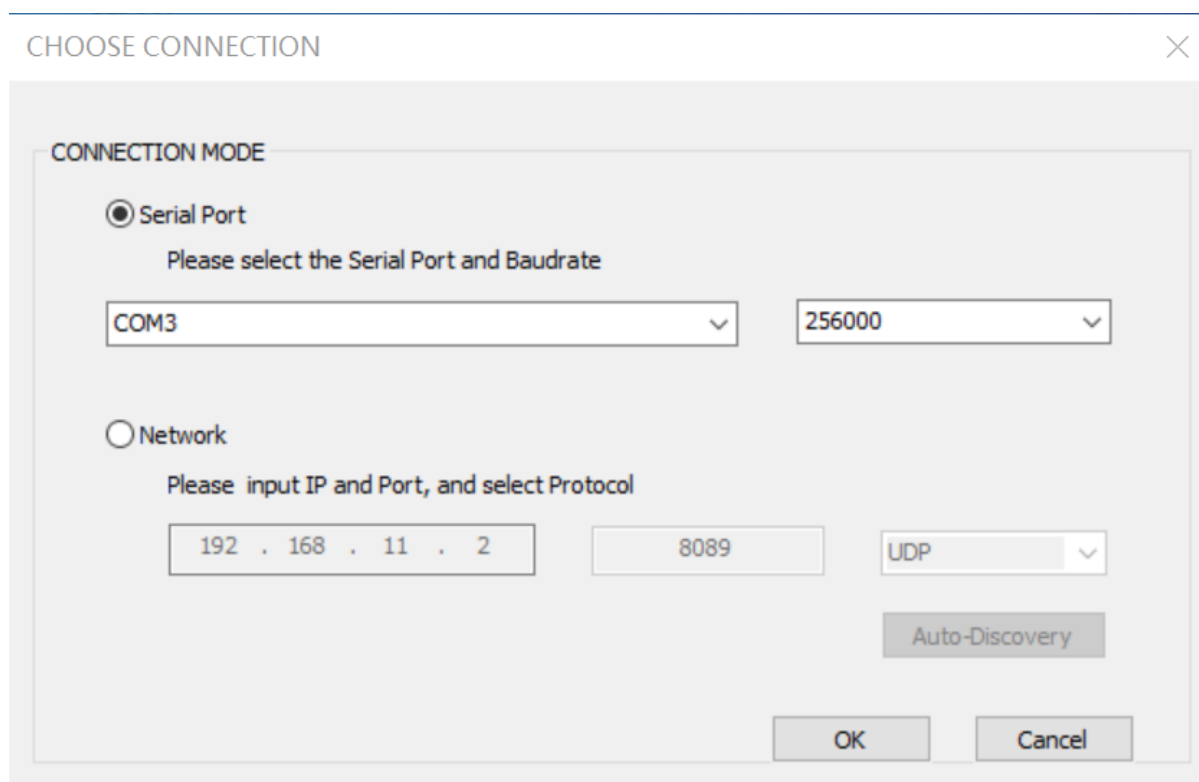 CHOOSE CONNECTION
CONNECTION MODE
Serial Port
Please select the Serial Port and Baudrate
COM3 256000
Network
Please input IP and Port, and select Protocol
192 . 168 . 11 . 2 8089 UDP
Auto-Discovery
OK Cancel